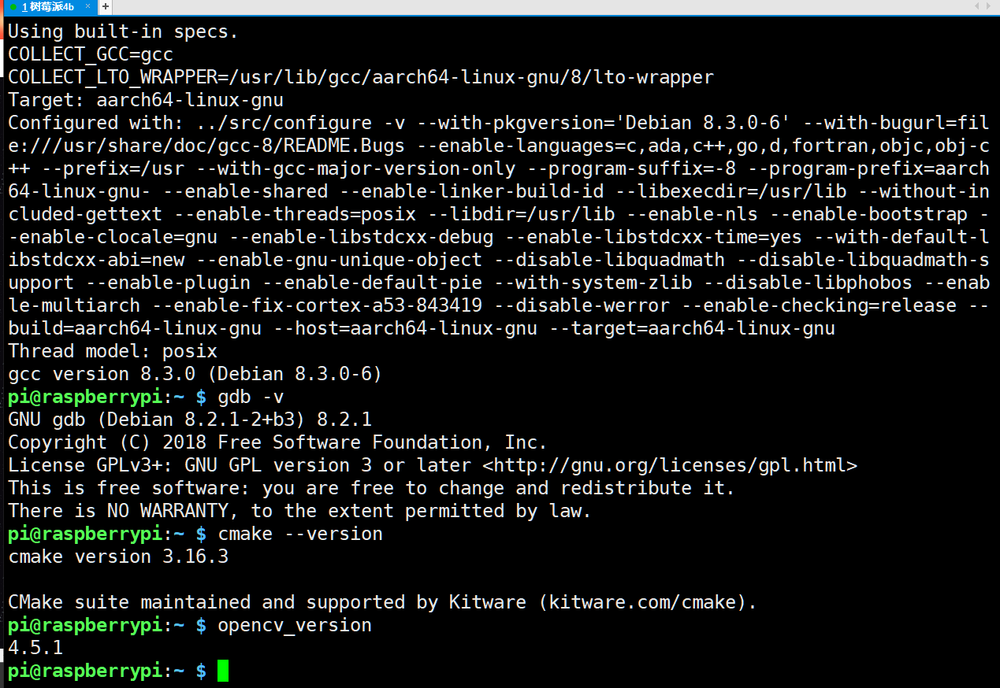 1 树莓派4b × +
Using built-in specs.
COLLECT_GCC=gcc
COLLECT_LTO_WRAPPER=/usr/lib/gcc/aarch64-linux-gnu/8/lto-wrapper
Target: aarch64-linux-gnu
Configured with: ../src/configure -v --with-pkgversion='Debian 8.3.0-6' --with-bugurl=fil
e:///usr/share/doc/gcc-8/README.Bugs --enable-languages=c,ada,c++,go,d,fortran,objc,obj-c
++ --prefix=/usr --with-gcc-major-version-only --program-suffix=-8 --program-prefix=aarch
64-linux-gnu- --enable-shared --enable-linker-build-id --libexecdir=/usr/lib --without-in
cluded-gettext --enable-threads=posix --libdir=/usr/lib --enable-nls --enable-bootstrap -
-enable-clocale=gnu --enable-libstdcxx-debug --enable-libstdcxx-time=yes --with-default-l
ibstdcxx-abi=new --enable-gnu-unique-object --disable-libquadmath --disable-libquadmath-s
upport --enable-plugin --enable-default-pie --with-system-zlib --disable-libphobos --enab
le-multiarch --enable-fix-cortex-a53-843419 --disable-werror --enable-checking=release --
build=aarch64-linux-gnu --host=aarch64-linux-gnu --target=aarch64-linux-gnu
Thread model: posix
gcc version 8.3.0 (Debian 8.3.0-6)
pi@raspberrypi:~ $ gdb -v
GNU gdb (Debian 8.2.1-2+b3) 8.2.1
Copyright (C) 2018 Free Software Foundation, Inc.
License GPLv3+: GNU GPL version 3 or later <http://gnu.org/licenses/gpl.html>
This is free software: you are free to change and redistribute it.
There is NO WARRANTY, to the extent permitted by law.
pi@raspberrypi:~ $ cmake --version
cmake version 3.16.3
CMake suite maintained and supported by Kitware (kitware.com/cmake).
pi@raspberrypi:~ $ opencv_version
4.5.1
pi@raspberrypi:~ $